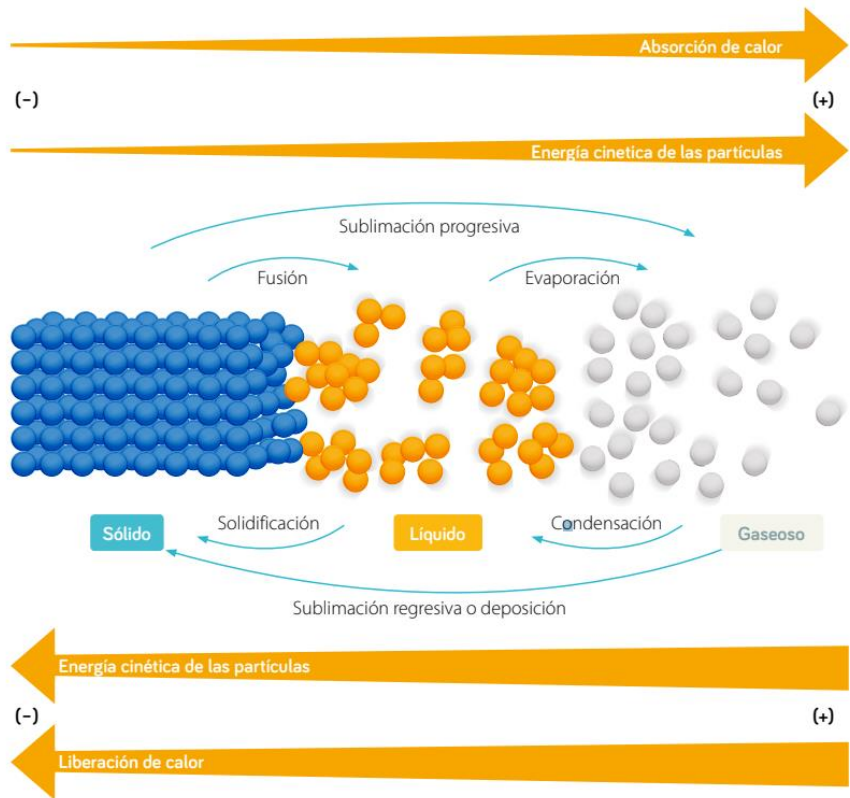 Absorción de calor
(–) (+)
Energía cinetica de las partículas
Sublimación progresiva
Fusión Evaporación
Solidificación Condensación
Sólido Líquido Gaseoso
Sublimación regresiva o deposición
Energía cinética de las partículas
(–) (+)
Liberación de calor